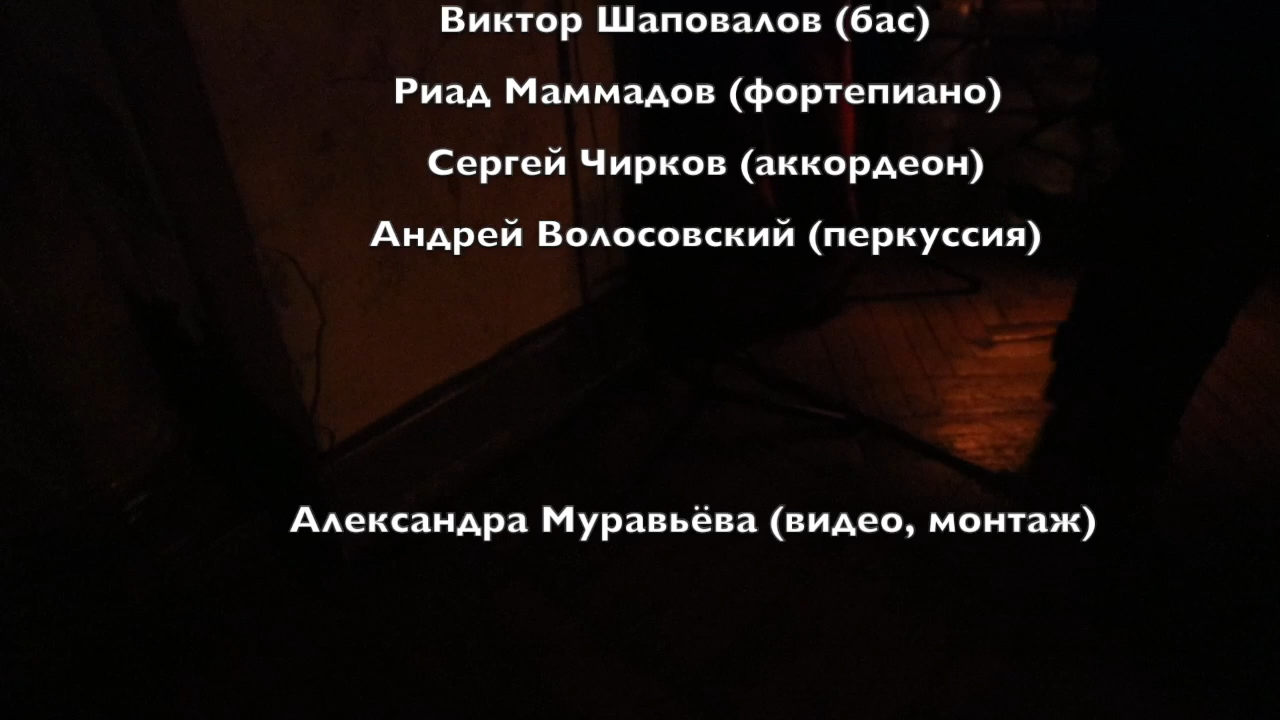 Виктор Шаповалов (бас)
Риад Маммадов (фортепиано)
Сергей Чирков (аккордеон)
Андрей Волосовский (перкуссия)
Александра Муравьёва (видео, монтаж)